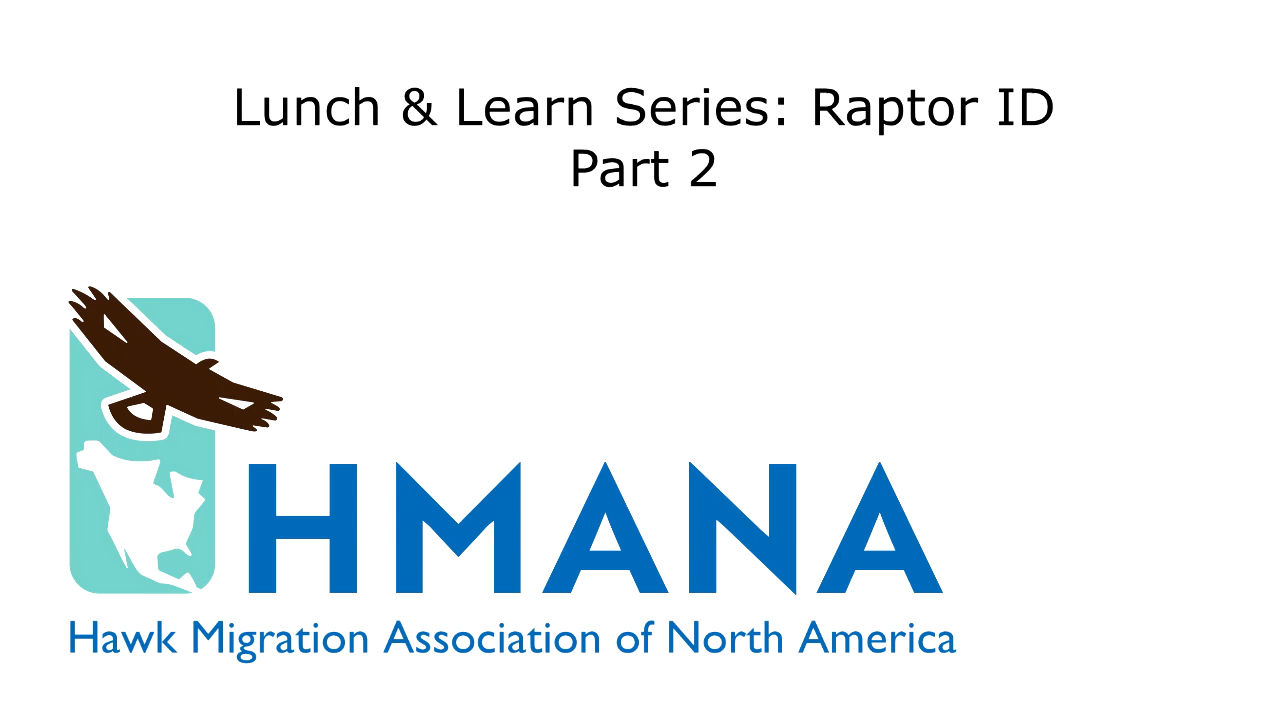 Lunch & Learn Series: Raptor ID
Part 2
HMANA
Hawk Migration Association of North America